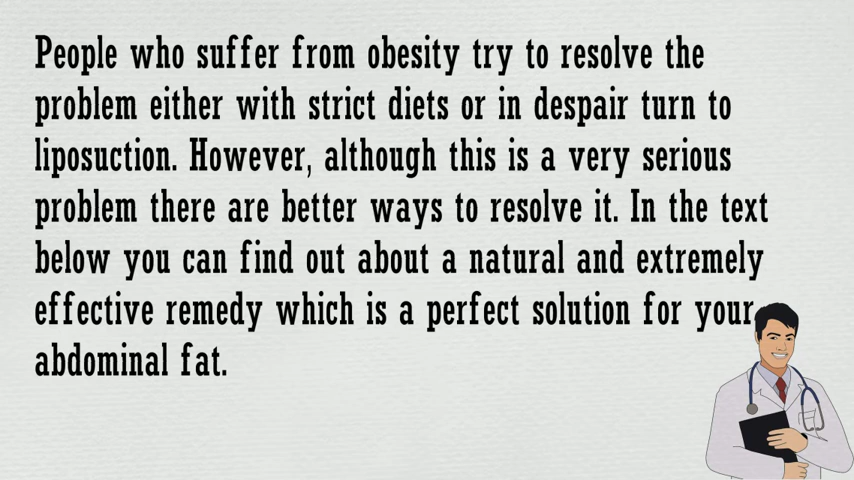 People who suffer from obesity try to resolve the
problem either with strict diets or in despair turn to
liposuction. However, although this is a very serious
problem there are better ways to resolve it. In the text
below you can find out about a natural and extremely
effective remedy which is a perfect solution for your
abdominal fat.